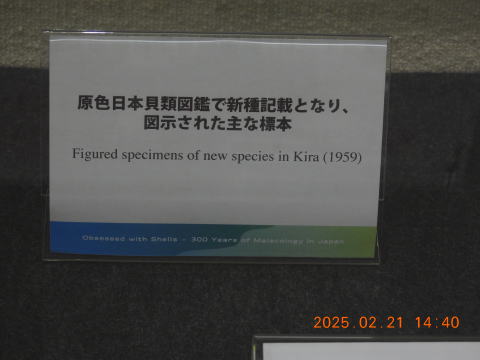 原色日本貝類図鑑で新種記載となり、
図示された主な標本
Figured specimens of new species in Kira (1959)
Obsessed with Shells - 300 Years of Malacology in Japan
2025.02.21 14:40